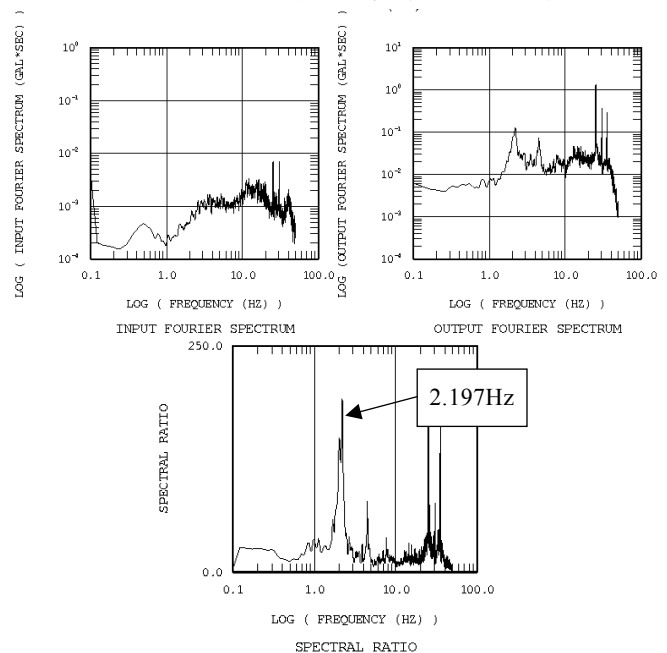 LOG ( INPUT FOURIER SPECTRUM (GAL*SEC) )
10⁰
10⁻¹
10⁻²
10⁻³
10⁻⁴
0.1 1.0 10.0 100.0
LOG ( FREQUENCY (HZ) )
INPUT FOURIER SPECTRUM
LOG (OUTPUT FOURIER SPECTRUM (GAL*SEC) )
10¹
10⁰
10⁻¹
10⁻²
10⁻³
10⁻⁴
0.1 1.0 10.0 100.0
LOG ( FREQUENCY (HZ) )
OUTPUT FOURIER SPECTRUM
SPECTRAL RATIO
250.0
0.0
2.197Hz
0.1 1.0 10.0 100.0
LOG ( FREQUENCY (HZ) )
SPECTRAL RATIO